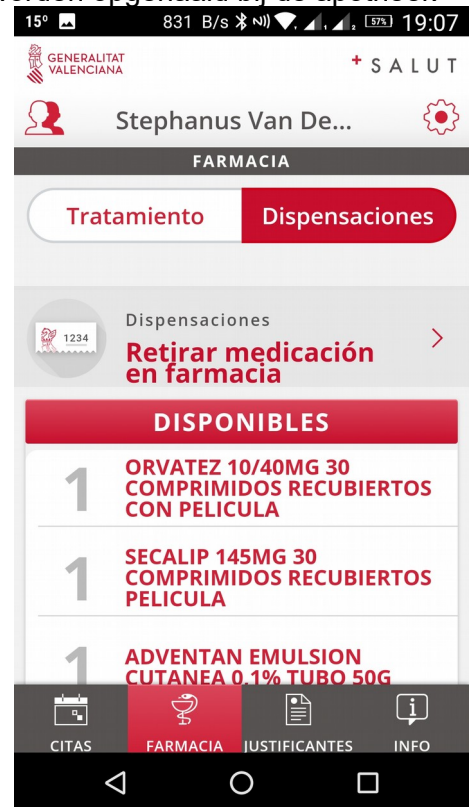 15° 831 B/s 57% 19:07
GENERALITAT
VALENCIANA
+ SALUT
Stephanus Van De...
FARMACIA
Tratamiento Dispensaciones
1234
Dispensaciones
Retirar medicación
en farmacia
DISPONIBLES
1
ORVATEZ 10/40MG 30
COMPRIMIDOS RECUBIERTOS
CON PELICULA
1
SECALIP 145MG 30
COMPRIMIDOS RECUBIERTOS
PELICULA
1
ADVENTAN EMULSION
CUTANEA 0,1% TUBO 50G
CITAS FARMACIA JUSTIFICANTES INFO